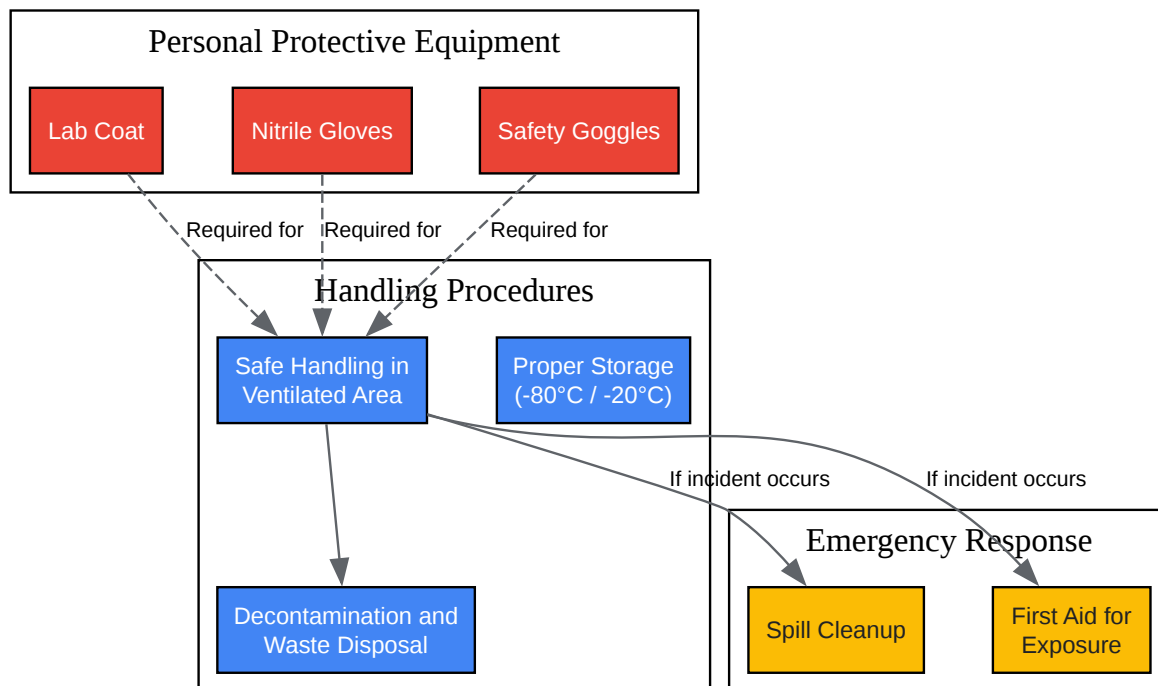 Personal Protective Equipment
Lab Coat
Nitrile Gloves
Safety Goggles
Required for
Required for
Required for
Handling Procedures
Safe Handling in
Ventilated Area
Proper Storage
(-80°C / -20°C)
If incident occurs
If incident occurs
Emergency Response
Decontamination and
Waste Disposal
Spill Cleanup
First Aid for
Exposure